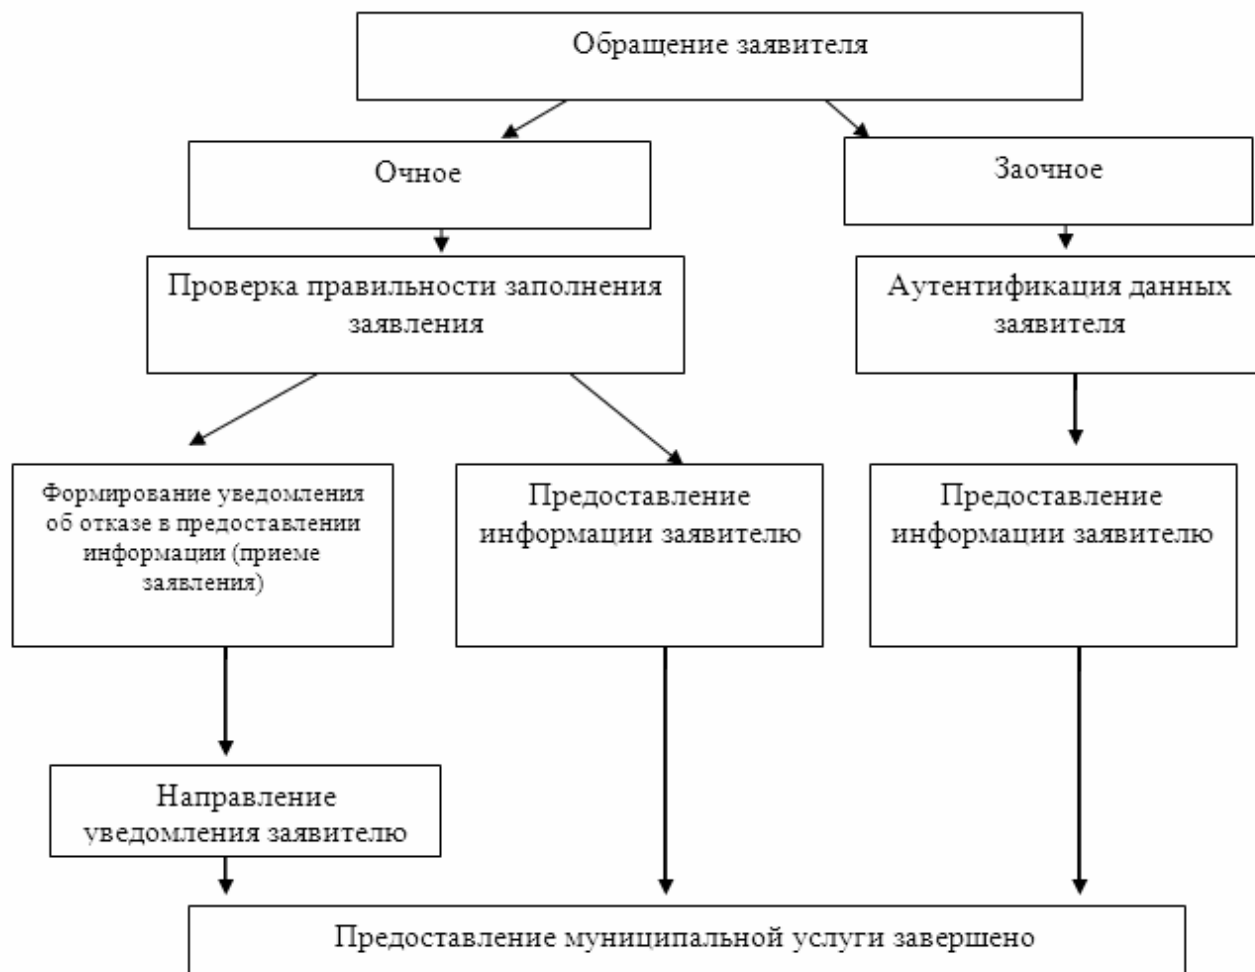 Обращение заявителя
Очное
Заочное
Проверка правильности заполнения
заявления
Аутентификация данных
заявителя
Формирование уведомления
об отказе в предоставлении
информации (приеме
заявления)
Предоставление
информации заявителю
Предоставление
информации заявителю
Направление
уведомления заявителю
Предоставление муниципальной услуги завершено